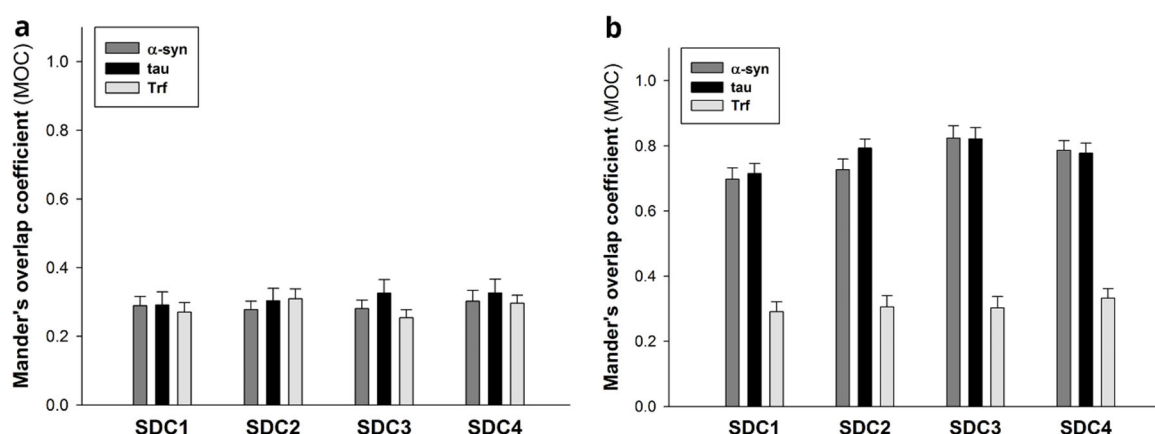 a
Mander's overlap coefficient (MOC)
1.0
0.8
0.6
0.4
0.2
0.0
α-syn
tau
Trf
SDC1 SDC2 SDC3 SDC4
b
Mander's overlap coefficient (MOC)
1.0
0.8
0.6
0.4
0.2
0.0
α-syn
tau
Trf
SDC1 SDC2 SDC3 SDC4